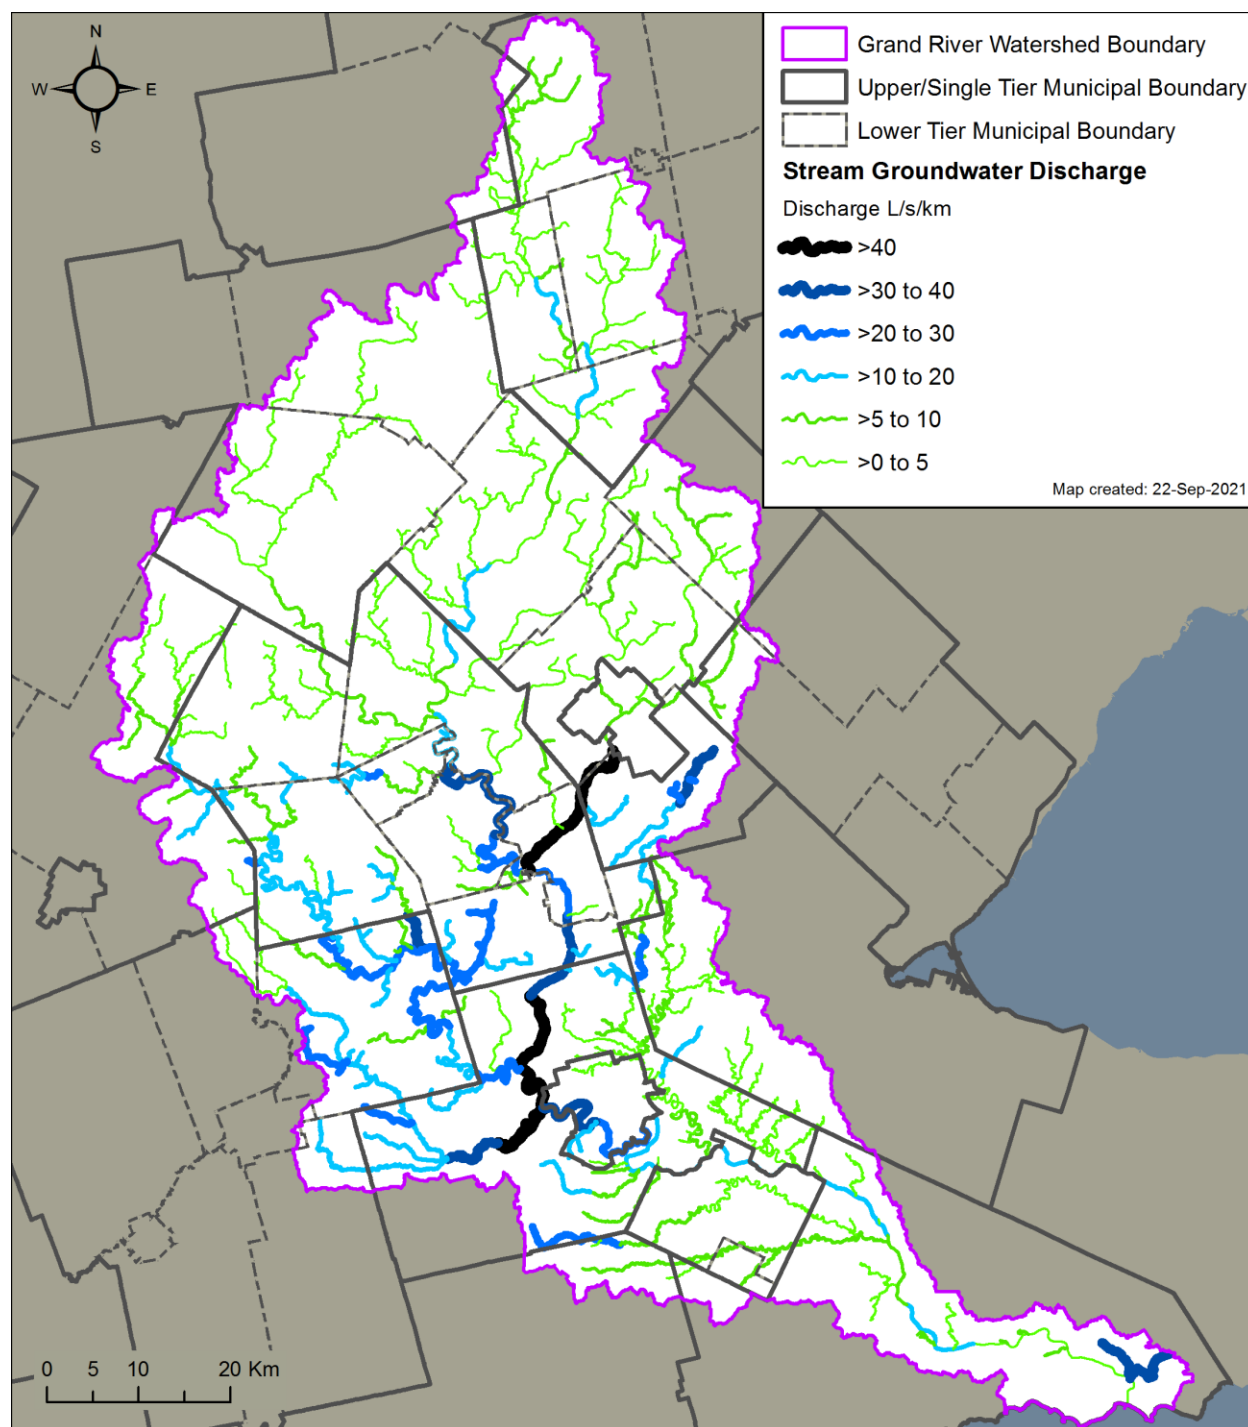 N
W E
S
Grand River Watershed Boundary
Upper/Single Tier Municipal Boundary
Lower Tier Municipal Boundary
Stream Groundwater Discharge
Discharge L/s/km
>40
>30 to 40
>20 to 30
>10 to 20
>5 to 10
>0 to 5
Map created: 22-Sep-2021
0 5 10 20 Km